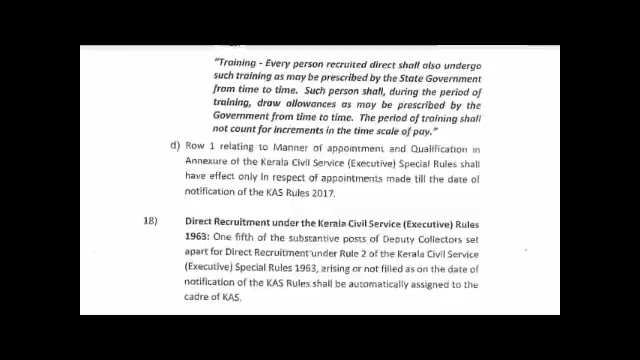 "Training - Every person recruited direct shall also undergo
such training as may be prescribed by the State Government
from time to time. Such person shall, during the period of
training, draw allowances as may be prescribed by the
Government from time to time. The period of training shall
not count for increments in the time scale of pay."
d) Row 1 relating to Manner of appointment and Qualification in
Annexure of the Kerala Civil Service (Executive) Special Rules shall
have effect only in respect of appointments made till the date of
notification of the KAS Rules 2017.
18) Direct Recruitment under the Kerala Civil Service (Executive) Rules
1963: One fifth of the substantive posts of Deputy Collectors set
apart for Direct Recruitment under Rule 2 of the Kerala Civil Service
(Executive) Special Rules 1963, arising or not filled as on the date of
notification of the KAS Rules shall be automatically assigned to the
cadre of KAS.